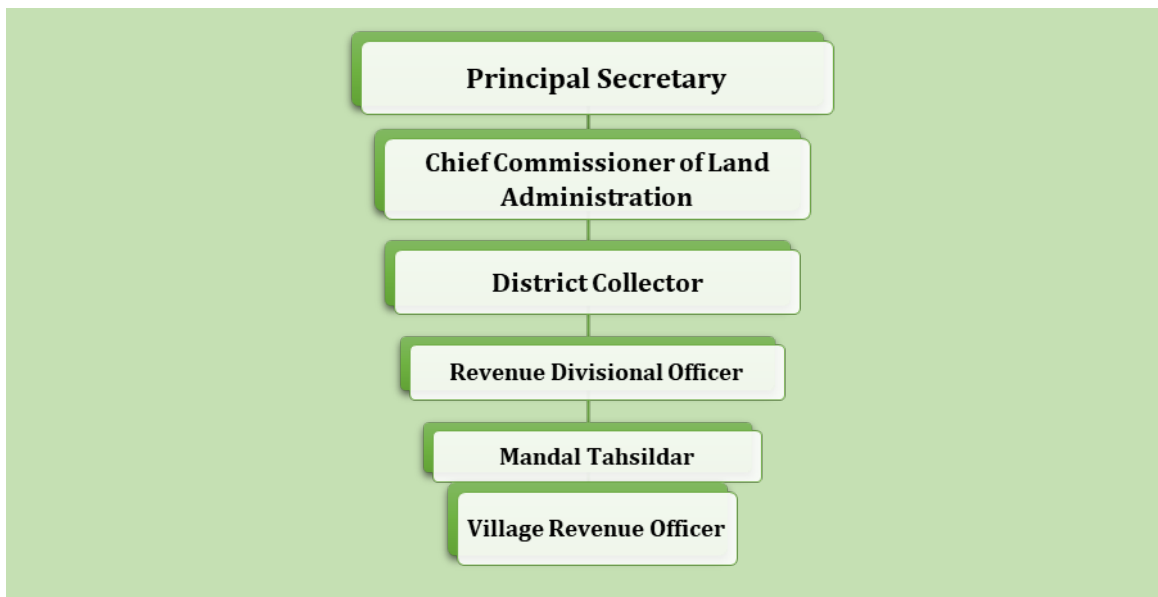 Principal Secretary
Chief Commissioner of Land
Administration
District Collector
Revenue Divisional Officer
Mandal Tahsildar
Village Revenue Officer